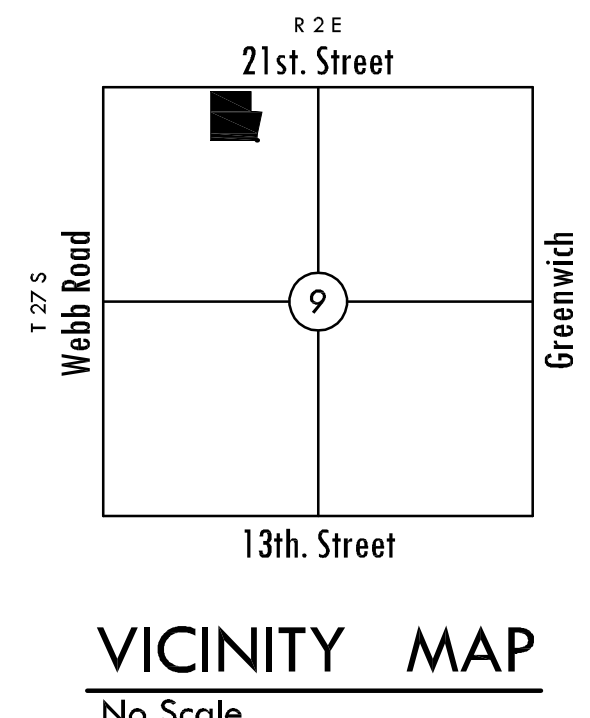 R 2 E
21st. Street
T 27 S
Webb Road
9
Greenwich
13th. Street
VICINITY MAP
No Scale